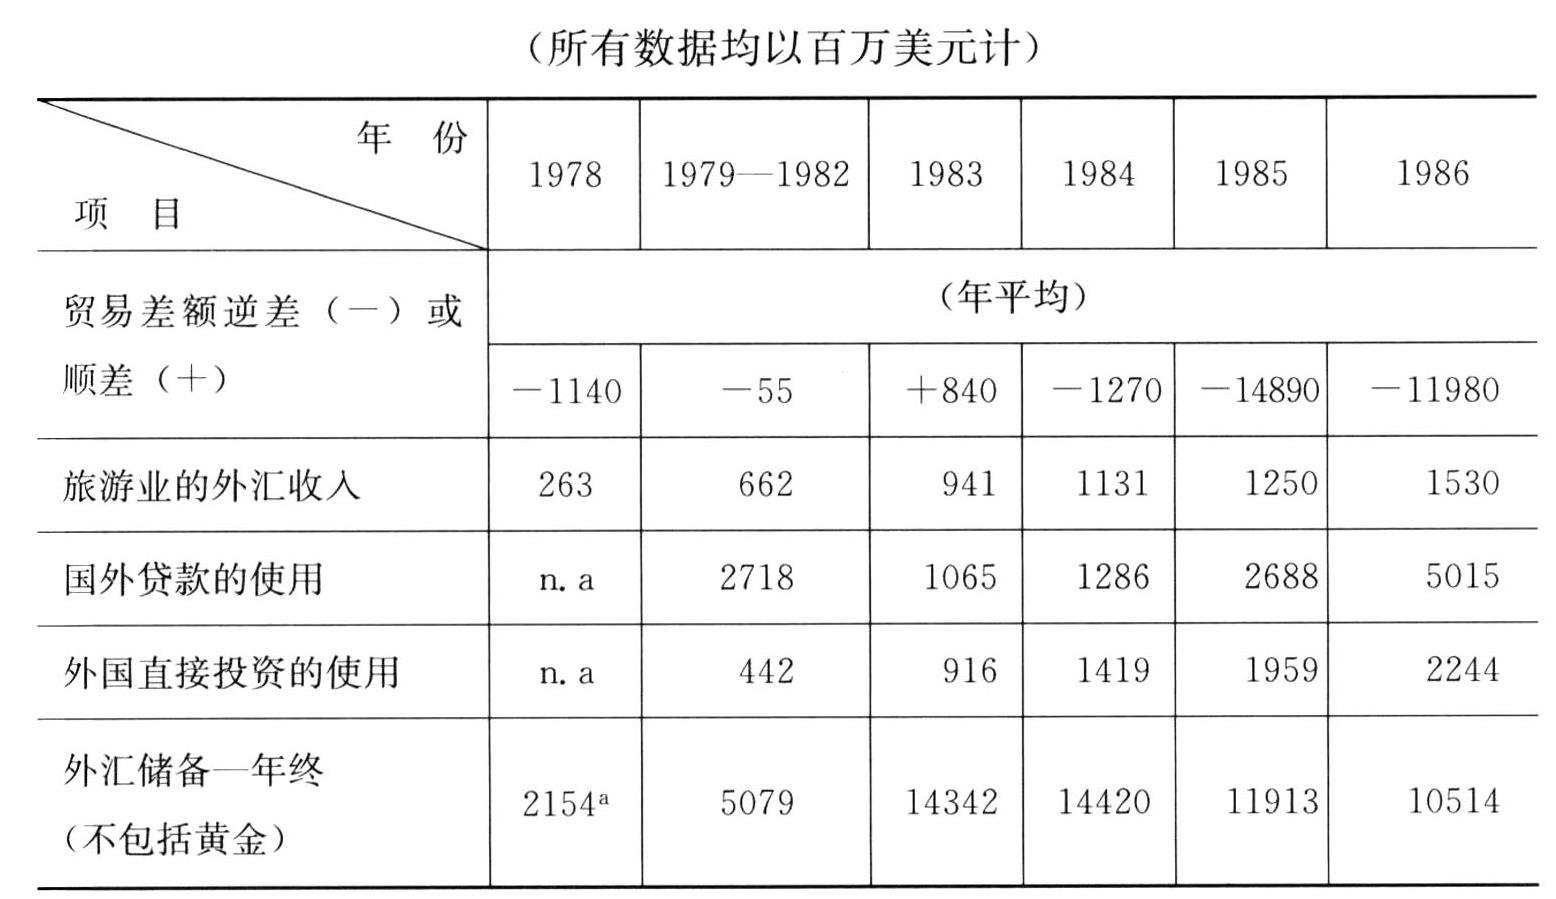 （所有数据均以百万美元计）
年 份
项 目
1978 1979—1982 1983 1984 1985 1986
贸易差额逆差（－）或
顺差（＋）
（年平均）
－1140 －55 ＋840 －1270 －14890 －11980
旅游业的外汇收入 263 662 941 1131 1250 1530
国外贷款的使用 n.a 2718 1065 1286 2688 5015
外国直接投资的使用 n.a 442 916 1419 1959 2244
外汇储备—年终
（不包括黄金）
2154ᵃ 5079 14342 14420 11913 10514